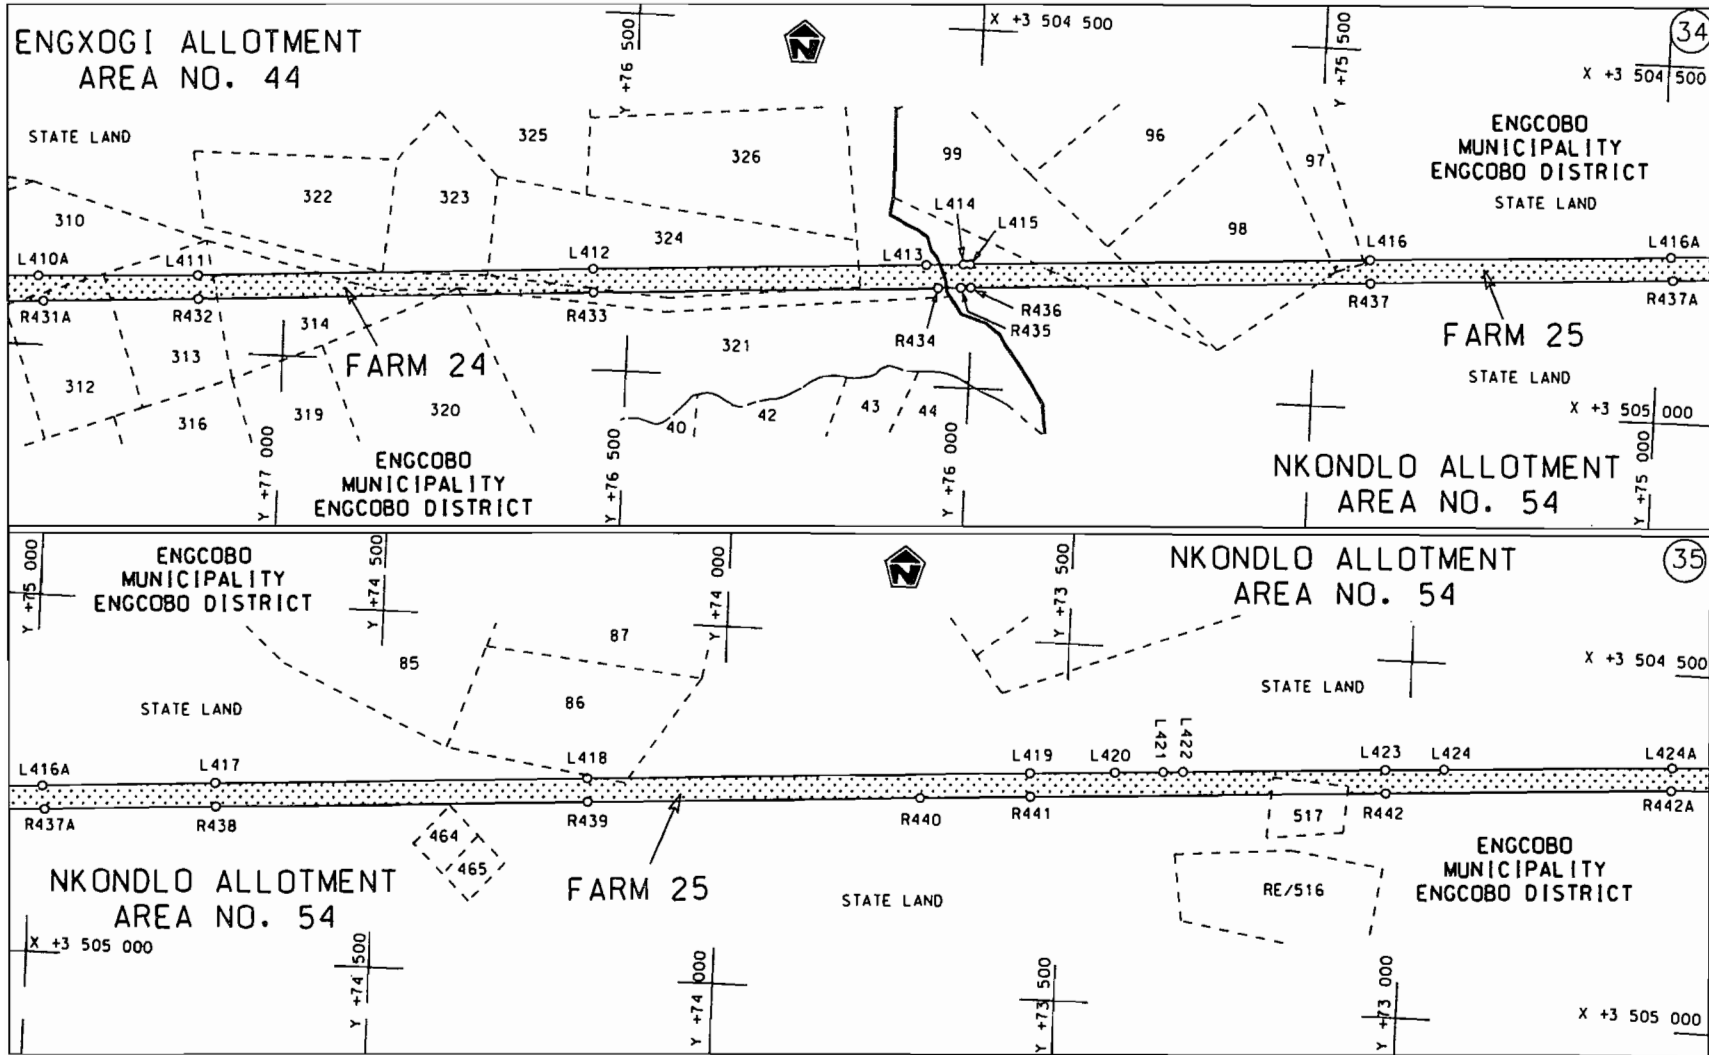 ENGXOGI ALLOTMENT
AREA NO. 44
Y +76 500
N
X +3 504 500
Y +75 500
34
X +3 504 500
STATE LAND
325
326
99
96
97
ENGCOBO
MUNICIPALITY
ENGCOBO DISTRICT
STATE LAND
310
322
323
324
L414
L415
98
L410A
L411
L412
L413
L416
L416A
R431A
R432
R433
R434
R435
R436
R437
R437A
314
313
312
FARM 24
321
FARM 25
STATE LAND
316
319
320
40
42
43
44
X +3 505 000
Y +77 000
ENGCOBO
MUNICIPALITY
ENGCOBO DISTRICT
Y +76 500
Y +76 000
NKONDLO ALLOTMENT
AREA NO. 54
Y +75 000
Y +75 000
ENGCOBO
MUNICIPALITY
ENGCOBO DISTRICT
Y +74 500
Y +74 000
N
Y +73 500
NKONDLO ALLOTMENT
AREA NO. 54
35
85
87
X +3 504 500
STATE LAND
86
STATE LAND
L416A
L417
L418
L419
L420
L421
L422
L423
L424
L424A
R437A
R438
R439
R440
R441
R442
R442A
464
465
517
ENGCOBO
MUNICIPALITY
ENGCOBO DISTRICT
NKONDLO ALLOTMENT
AREA NO. 54
FARM 25
STATE LAND
RE/516
X +3 505 000
Y +74 500
Y +74 000
Y +73 500
Y +73 000
X +3 505 000